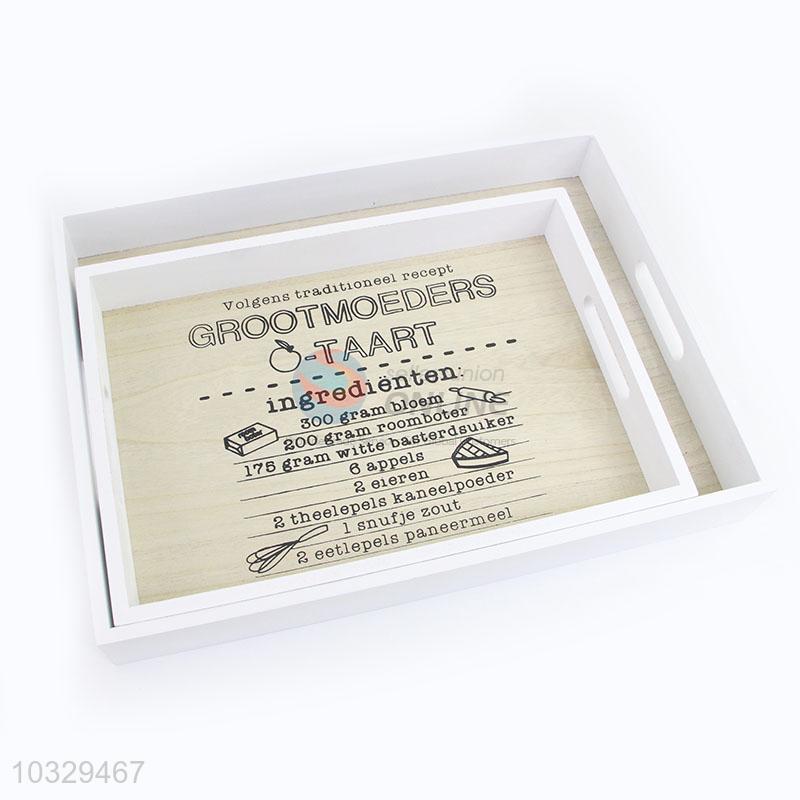 Volgens traditioneel recept
GROOTMOEDERS
-TAART
ingrediënten:
300 gram bloem
200 gram roomboter
175 gram witte basterdsuiker
6 appels
2 eieren
2 theelepels kaneelpoeder
1 snufje zout
2 eetlepels paneermeel
ONLINE
10329467